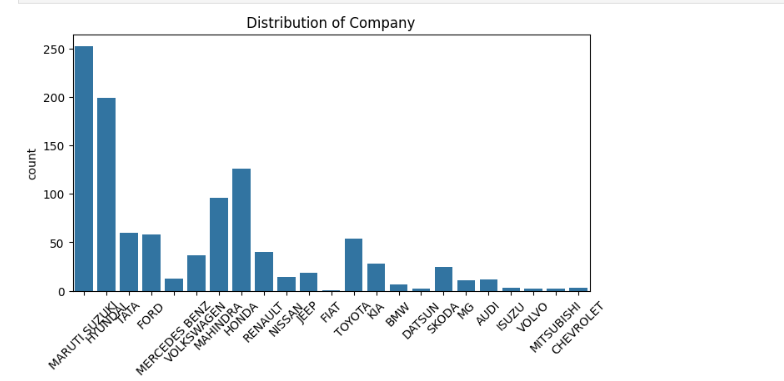 Distribution of Company
count
250
200
150
100
50
0
MARUTI SUZUKI
HYUNDAI
TATA
FORD
MERCEDES BENZ
VOLKSWAGEN
MAHINDRA
HONDA
RENAULT
NISSAN
JEEP
FIAT
TOYOTA
KIA
BMW
DATSUN
SKODA
MG
AUDI
ISUZU
VOLVO
MITSUBISHI
CHEVROLET